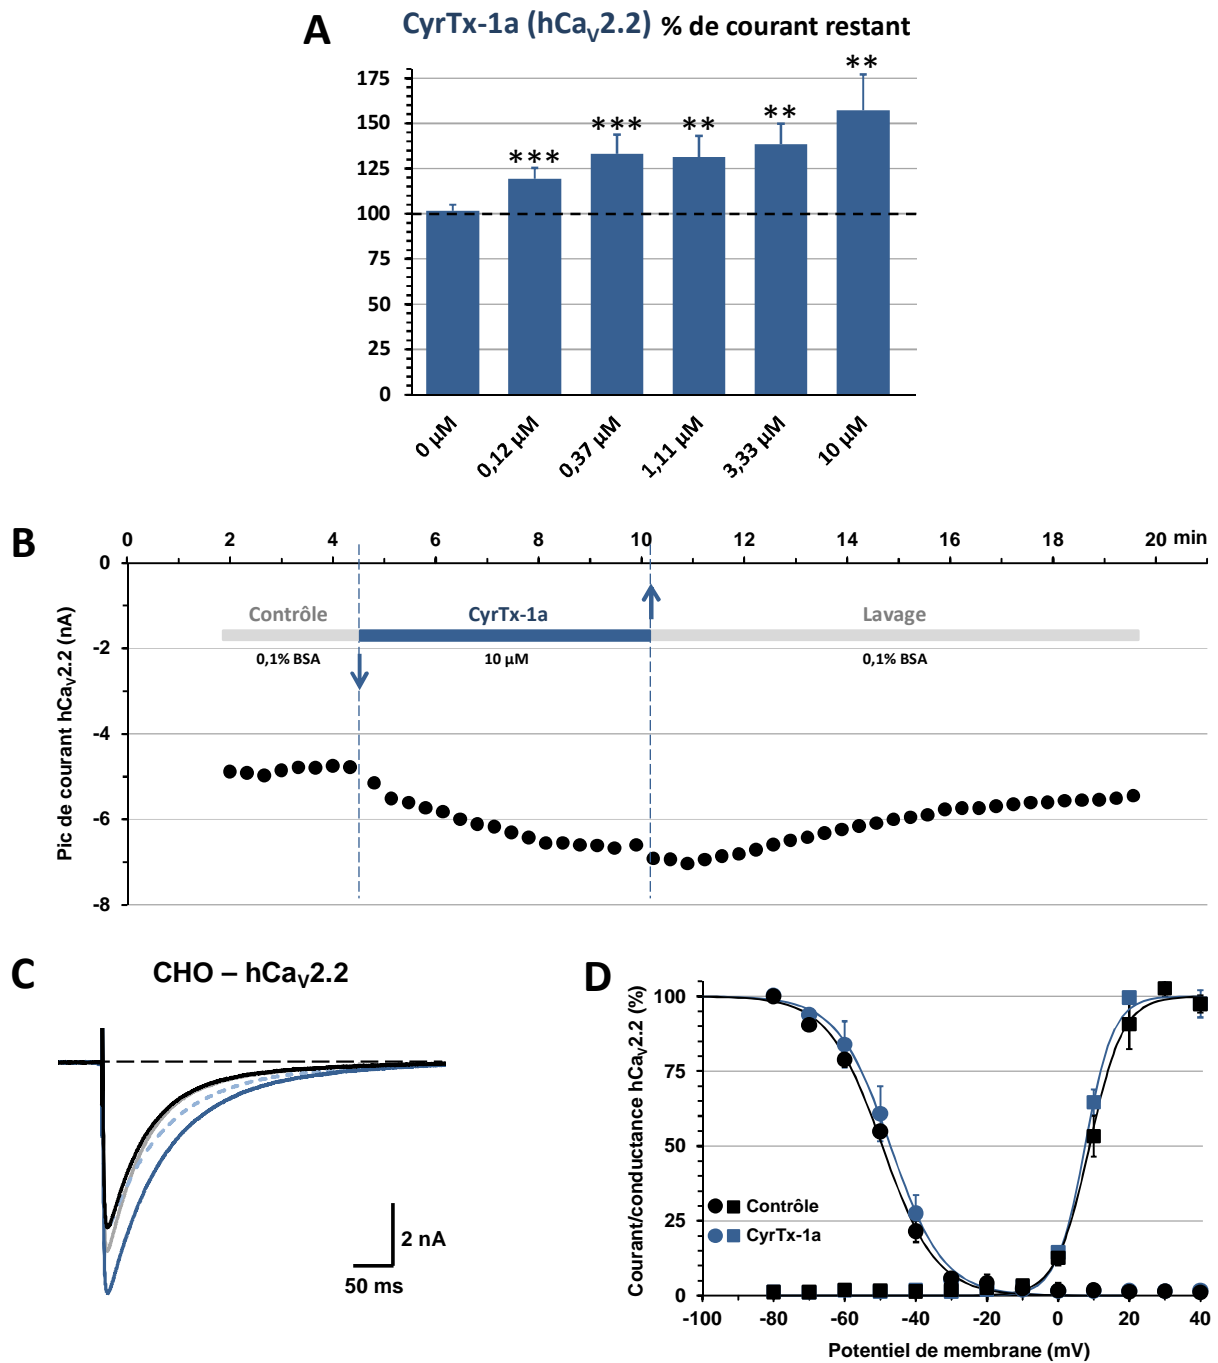 A
CyrTx-1a (hCaV2.2) % de courant restant
175
150
125
100
75
50
25
0
*** *** ** ** **
0 µM 0,12 µM 0,37 µM 1,11 µM 3,33 µM 10 µM
B
0 2 4 6 8 10 12 14 16 18 20 min
Pic de courant hCaV2.2 (nA)
0
-2
-4
-6
-8
Contrôle CyrTx-1a Lavage
0,1% BSA 10 µM 0,1% BSA
C
CHO – hCaV2.2
2 nA
50 ms
D
Courant/conductance hCaV2.2 (%)
100
75
50
25
0
Contrôle
CyrTx-1a
-100 -80 -60 -40 -20 0 20 40
Potentiel de membrane (mV)